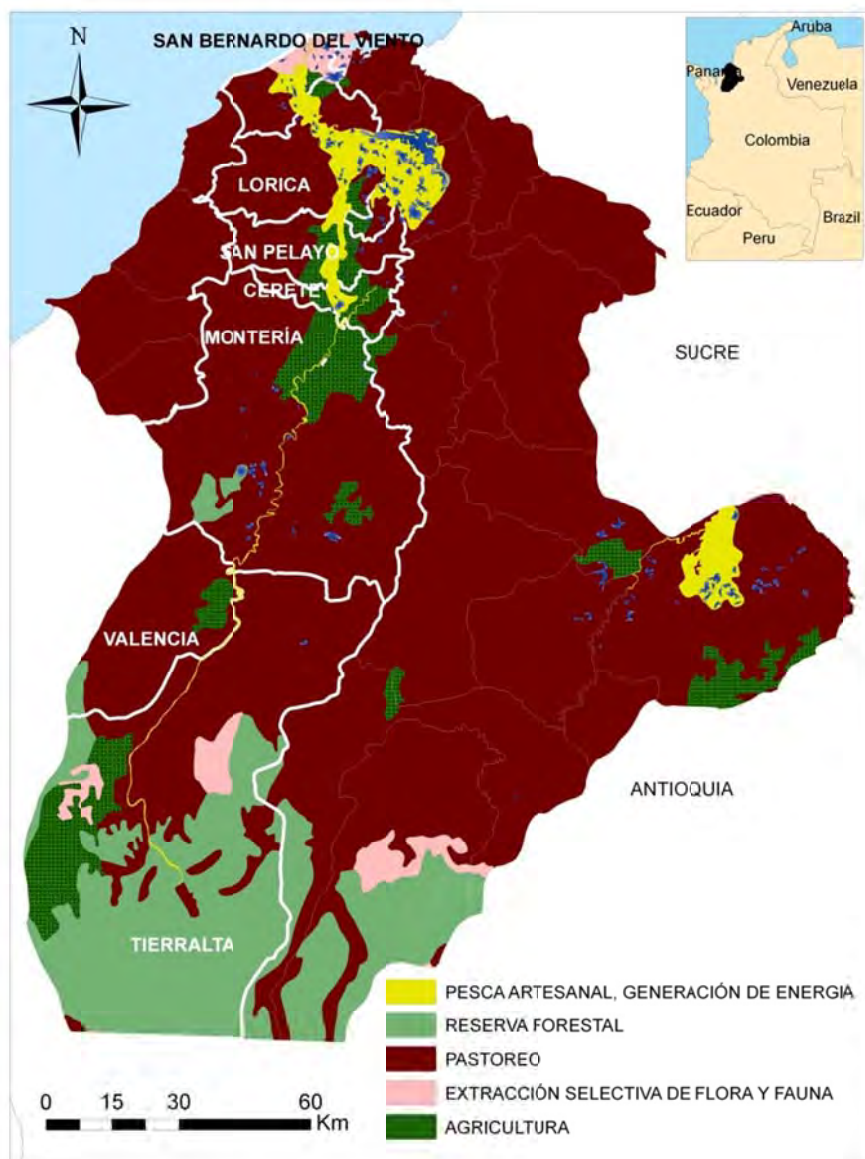 N
SAN BERNARDO DEL VIENTO
Aruba
Panama
Venezuela
Colombia
Ecuador
Peru
Brazil
LORICA
SAN PELAYO
CERETE
MONTERÍA
SUCRE
VALENCIA
ANTIOQUIA
TIERRALTA
PESCA ARTESANAL, GENERACIÓN DE ENERGIA
RESERVA FORESTAL
PASTOREO
EXTRACCIÓN SELECTIVA DE FLORA Y FAUNA
AGRICULTURA
0 15 30 60
Km